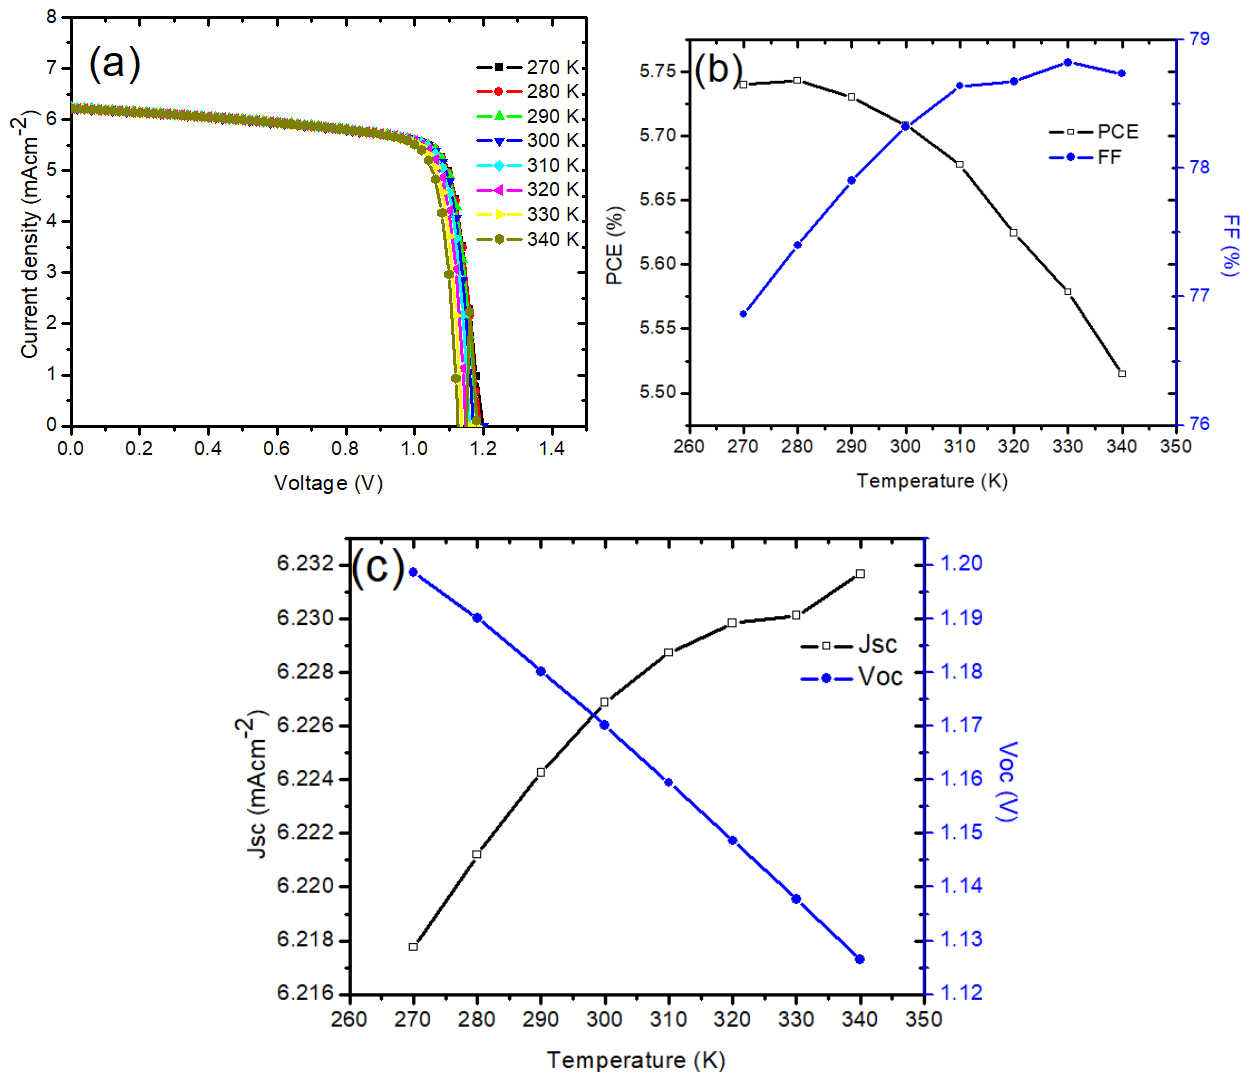 (a)
8
7
6
5
4
3
2
1
0
0.0 0.2 0.4 0.6 0.8 1.0 1.2 1.4
Current density (mAcm-2)
Voltage (V)
270 K
280 K
290 K
300 K
310 K
320 K
330 K
340 K
(b)
5.75
5.70
5.65
5.60
5.55
5.50
PCE (%)
PCE
FF
79
78
77
76
FF (%)
260 270 280 290 300 310 320 330 340 350
Temperature (K)
(c)
6.232
6.230
6.228
6.226
6.224
6.222
6.220
6.218
6.216
Jsc (mAcm-2)
Jsc
Voc
1.20
1.19
1.18
1.17
1.16
1.15
1.14
1.13
1.12
Voc (V)
260 270 280 290 300 310 320 330 340 350
Temperature (K)